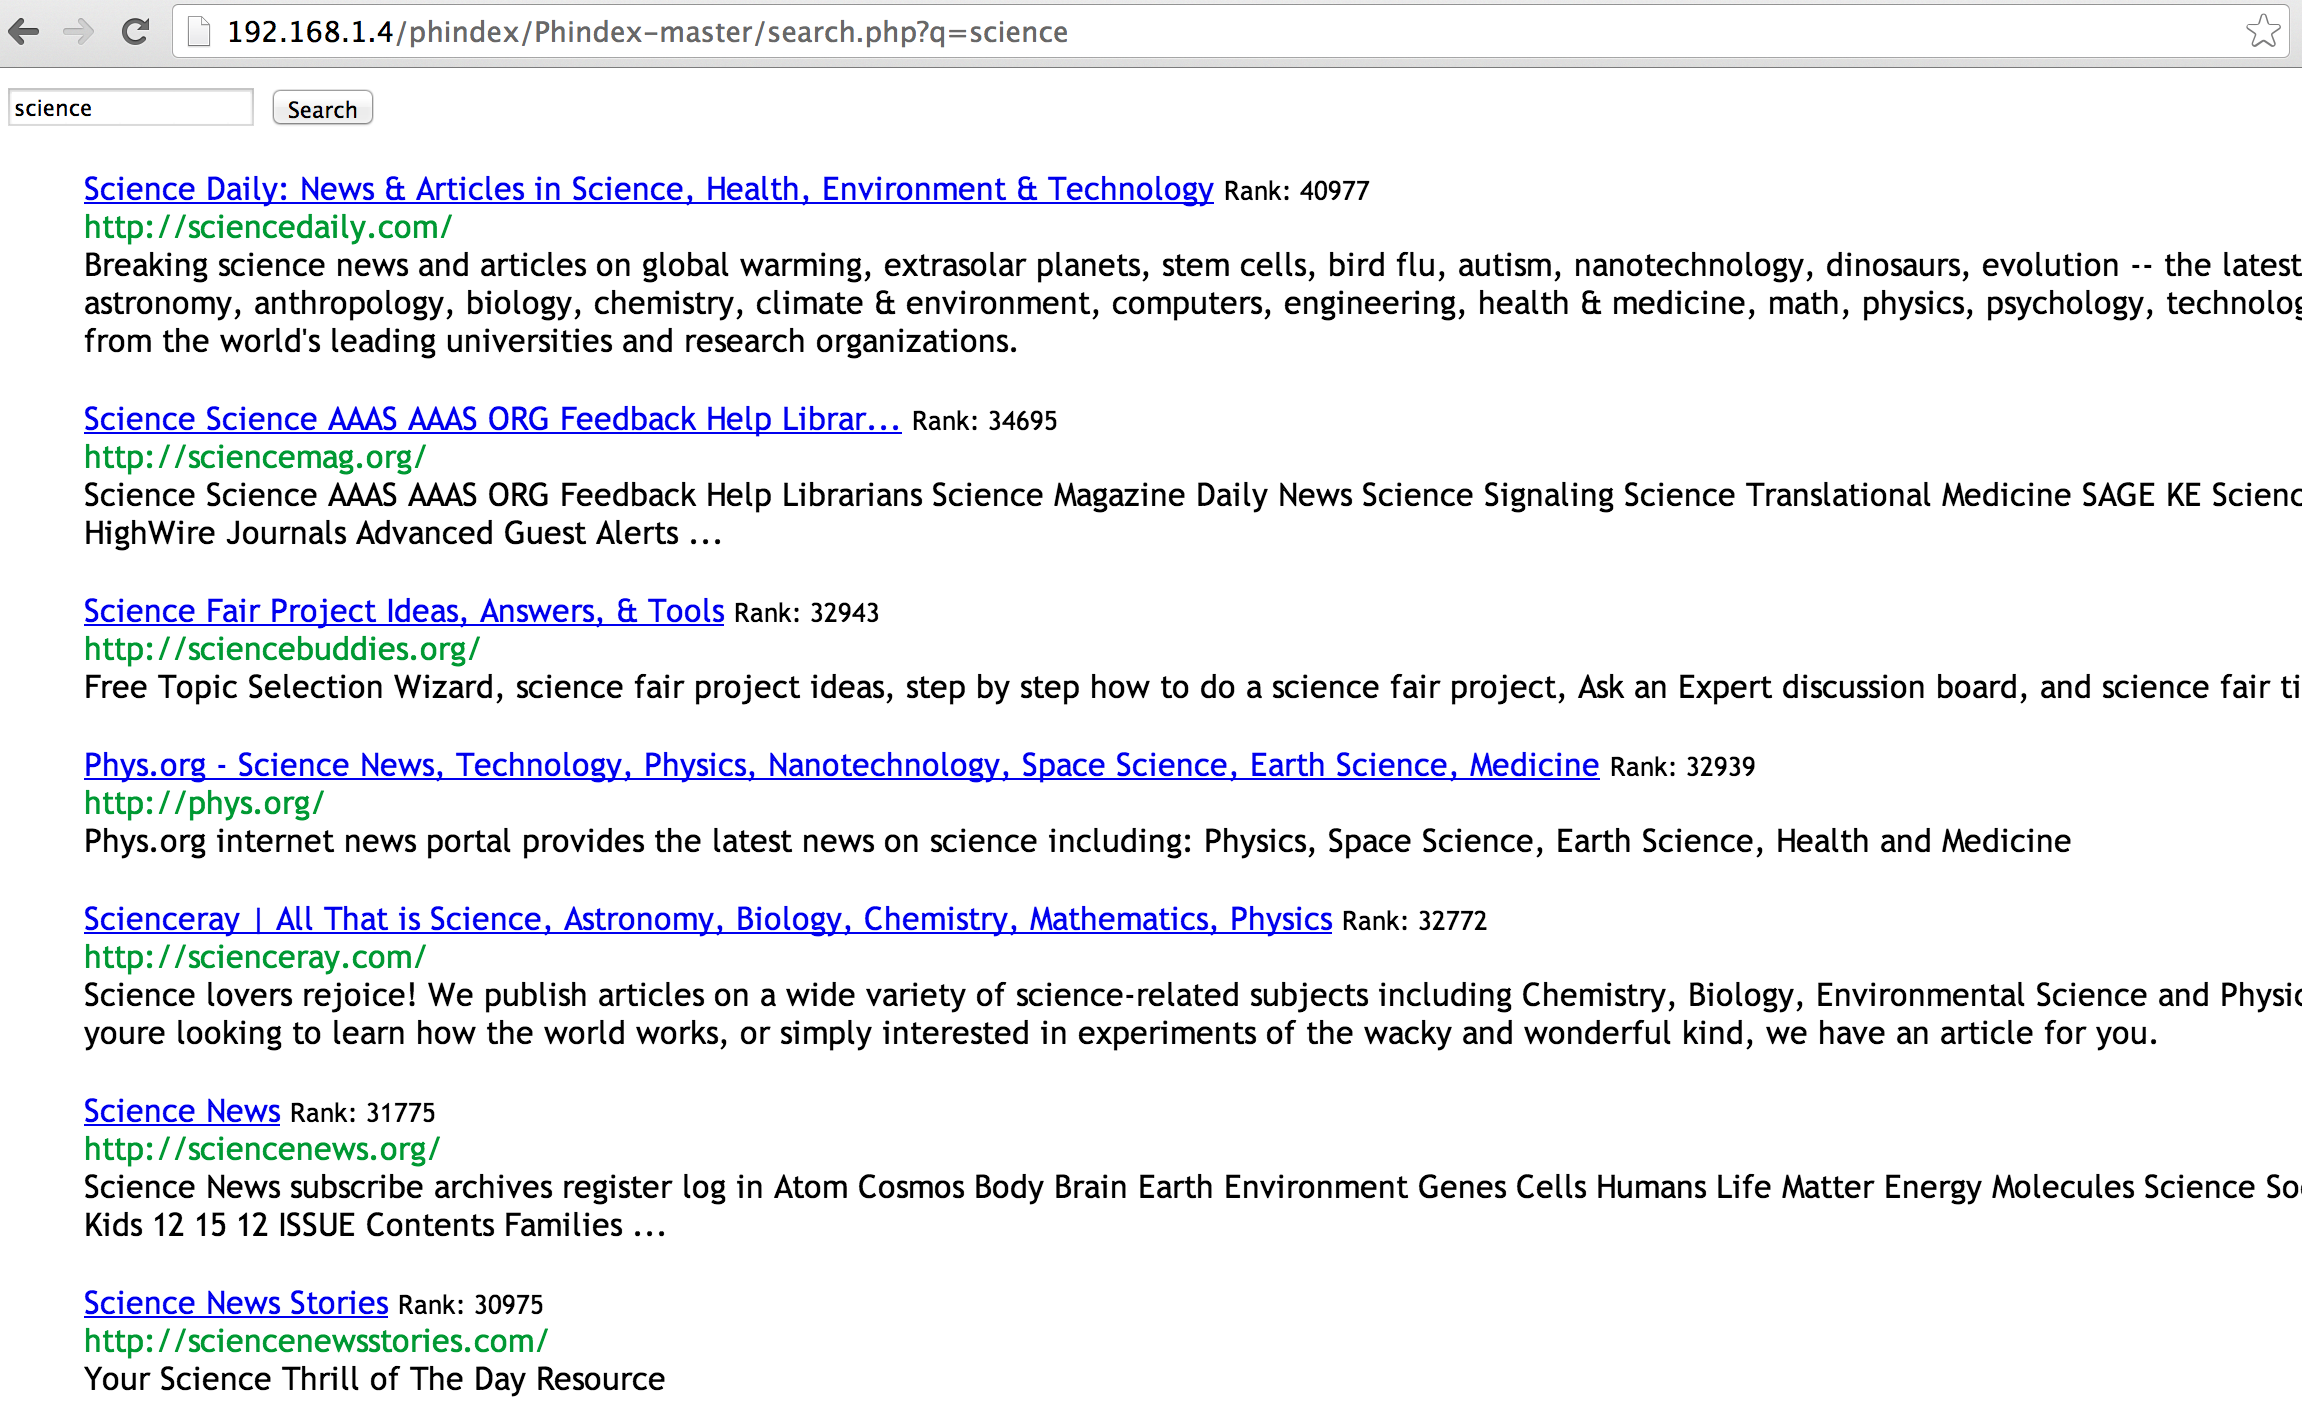 192.168.1.4/phindex/Phindex-master/search.php?q=science
science Search
Science Daily: News & Articles in Science, Health, Environment & Technology Rank: 40977
http://sciencedaily.com/
Breaking science news and articles on global warming, extrasolar planets, stem cells, bird flu, autism, nanotechnology, dinosaurs, evolution -- the latest
astronomy, anthropology, biology, chemistry, climate & environment, computers, engineering, health & medicine, math, physics, psychology,
from the world's leading universities and research organizations.
Science Science AAAS AAAS ORG Feedback Help Librar... Rank: 34695
http://sciencemag.org/
Science Science AAAS AAAS ORG Feedback Help Librarians Science Magazine Daily News Science Signaling Science Translational Medicine SAGE KE
HighWire Journals Advanced Guest Alerts ...
Science Fair Project Ideas, Answers, & Tools Rank: 32943
http://sciencebuddies.org/
Free Topic Selection Wizard, science fair project ideas, step by step how to do a science fair project, Ask an Expert discussion board, and science fair
Phys.org - Science News, Technology, Physics, Nanotechnology, Space Science, Earth Science, Medicine Rank: 32939
http://phys.org/
Phys.org internet news portal provides the latest news on science including: Physics, Space Science, Earth Science, Health and Medicine
Scienceray | All That is Science, Astronomy, Biology, Chemistry, Mathematics, Physics Rank: 32772
http://scienceray.com/
Science lovers rejoice! We publish articles on a wide variety of science-related subjects including Chemistry, Biology, Environmental Science and
youre looking to learn how the world works, or simply interested in experiments of the wacky and wonderful kind, we have an article for you.
Science News Rank: 31775
http://sciencenews.org/
Science News subscribe archives register log in Atom Cosmos Body Brain Earth Environment Genes Cells Humans Life Matter Energy Molecules Science
Kids 12 15 12 ISSUE Contents Families ...
Science News Stories Rank: 30975
http://sciencenewsstories.com/
Your Science Thrill of The Day Resource